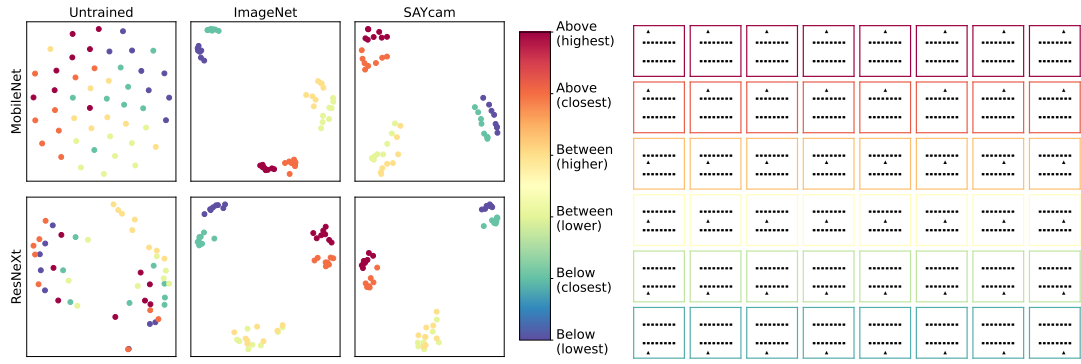 Untrained
ImageNet
SAYcam
MobileNet
ResNeXt
Above
(highest)
Above
(closest)
Between
(higher)
Between
(lower)
Below
(closest)
Below
(lowest)